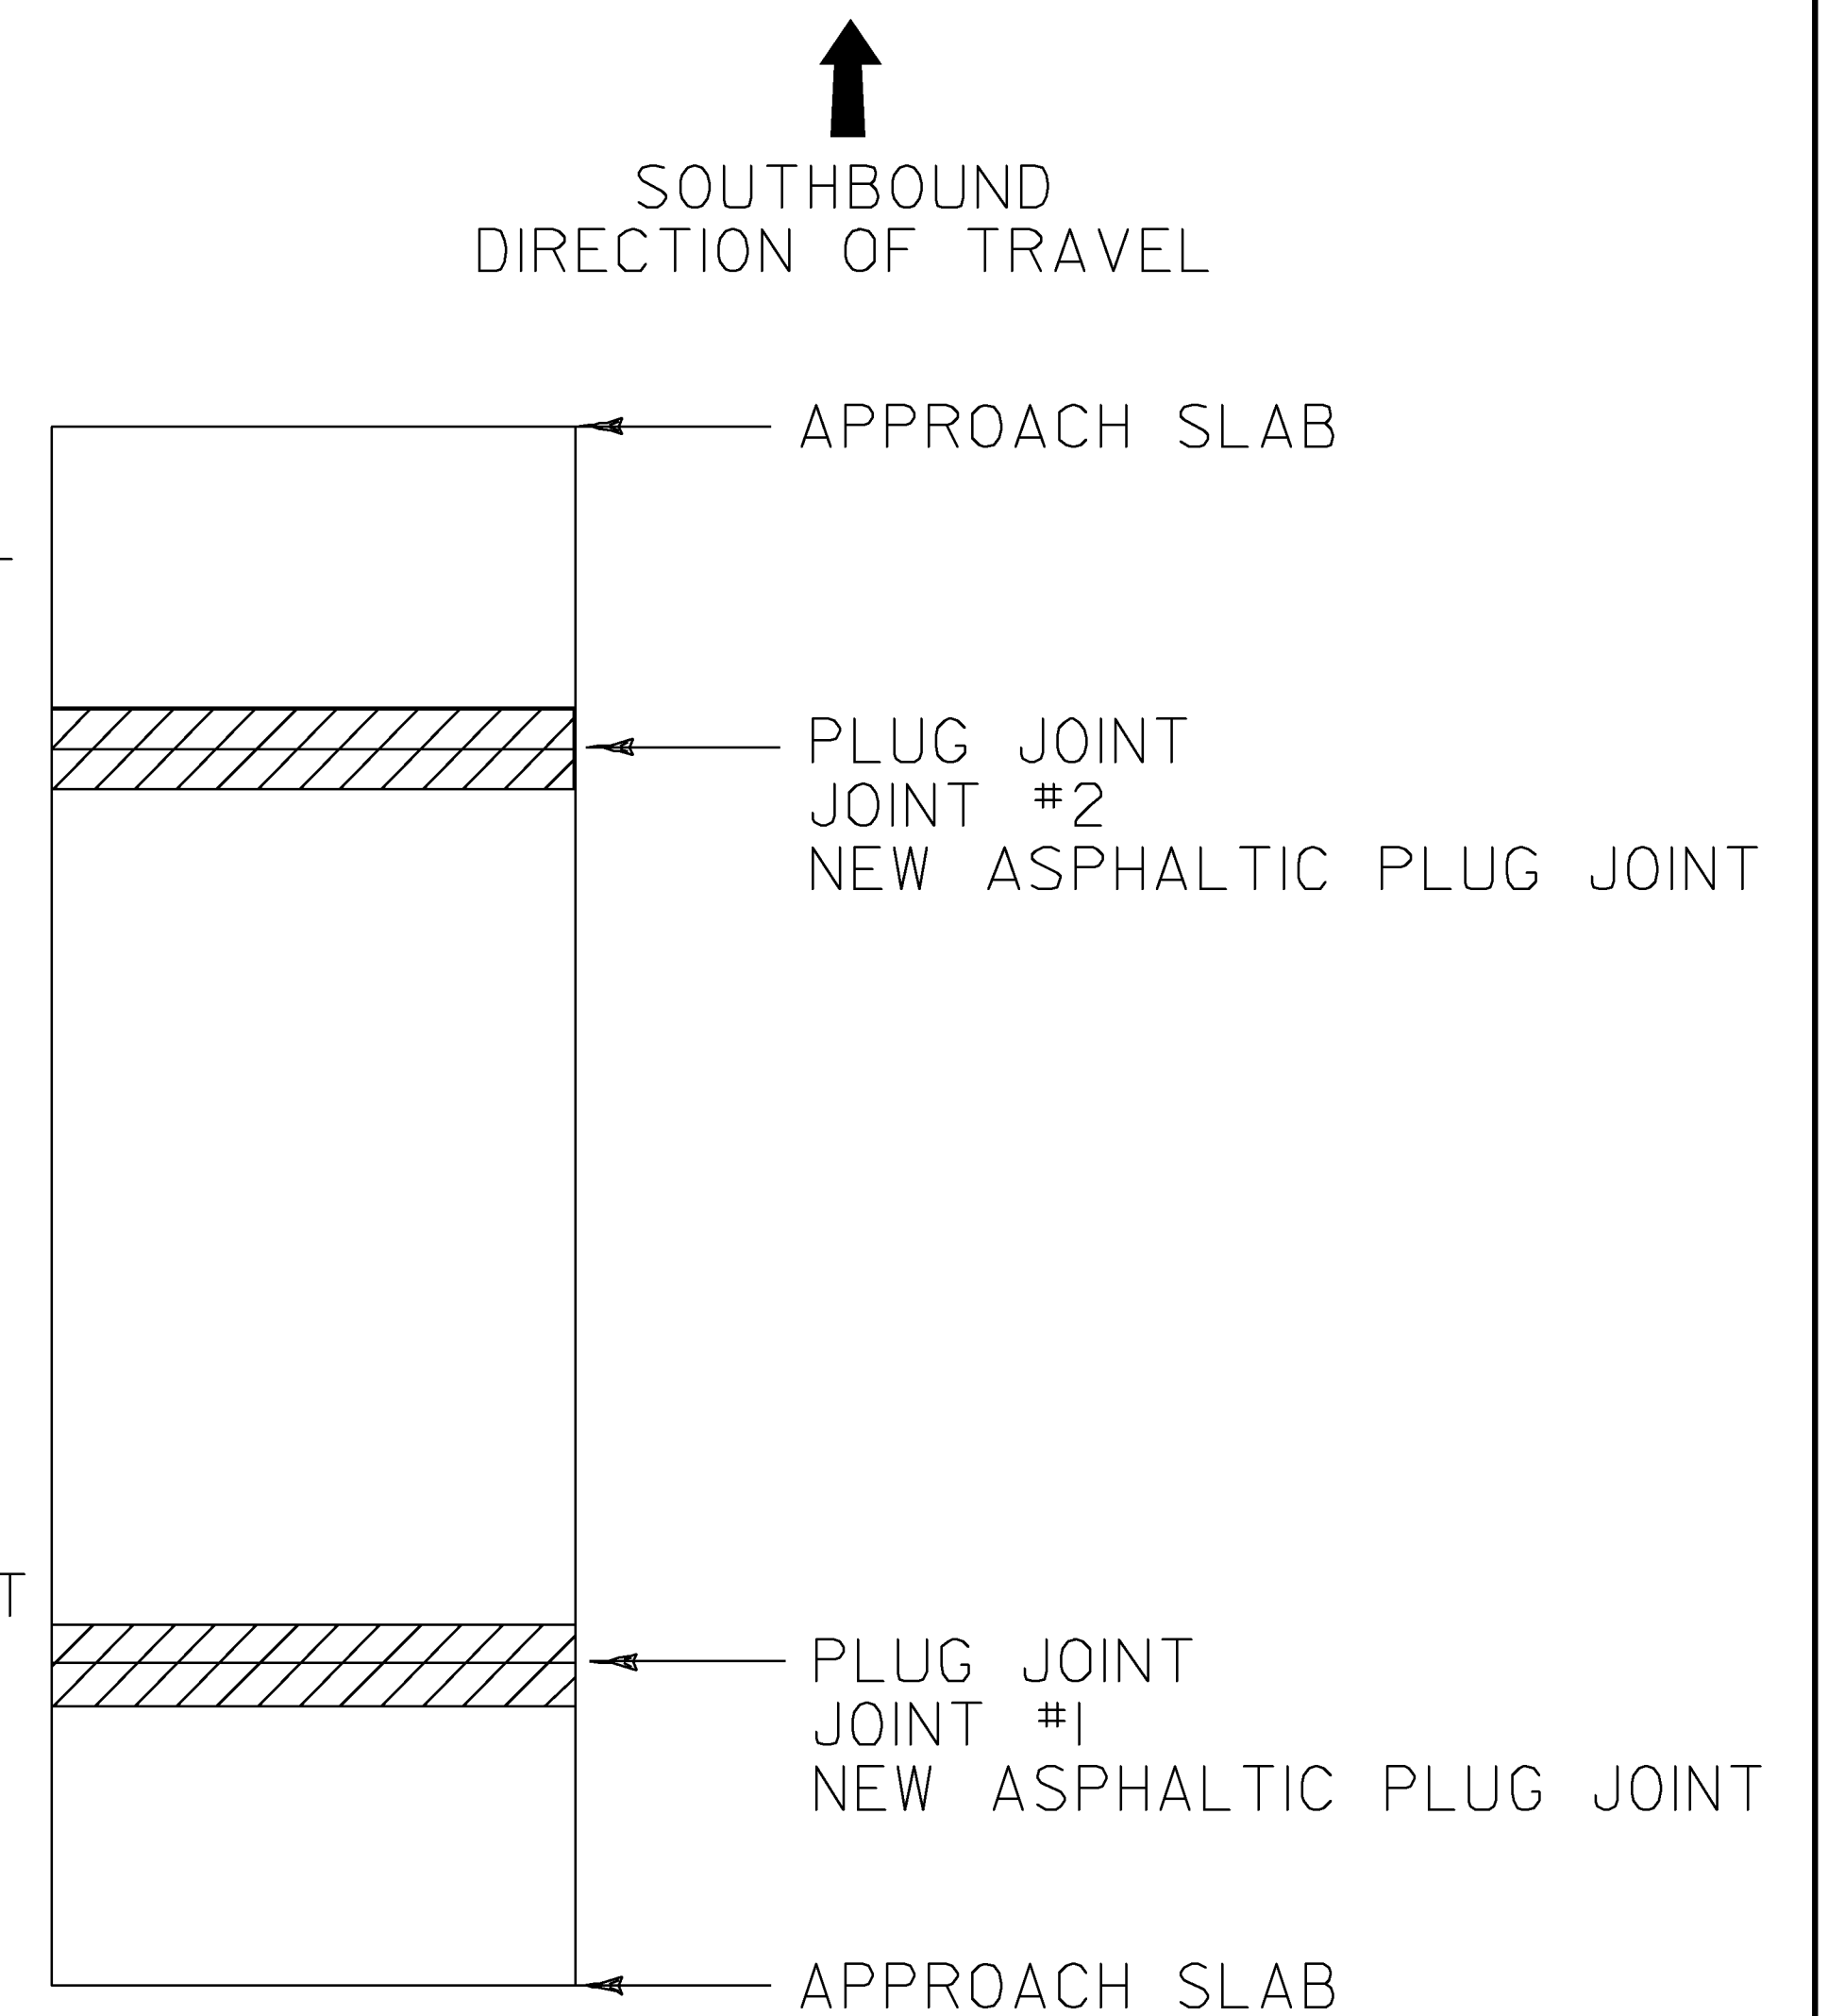 SOUTHBOUND
DIRECTION OF TRAVEL
APPROACH SLAB
PLUG JOINT
JOINT #2
NEW ASPHALTIC PLUG JOINT
T
PLUG JOINT
JOINT #1
NEW ASPHALTIC PLUG JOINT
APPROACH SLAB